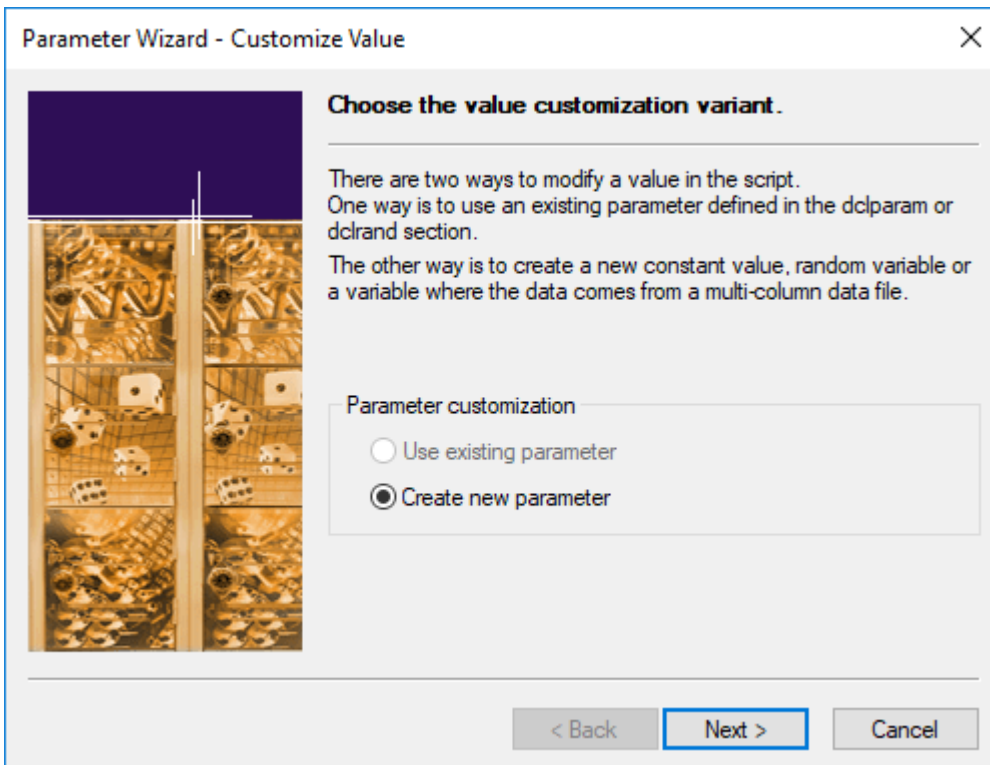 Parameter Wizard - Customize Value
Choose the value customization variant.
There are two ways to modify a value in the script.
One way is to use an existing parameter defined in the dclparam or
dclrand section.
The other way is to create a new constant value, random variable or
a variable where the data comes from a multi-column data file.
Parameter customization
Use existing parameter
Create new parameter
< Back
Next >
Cancel